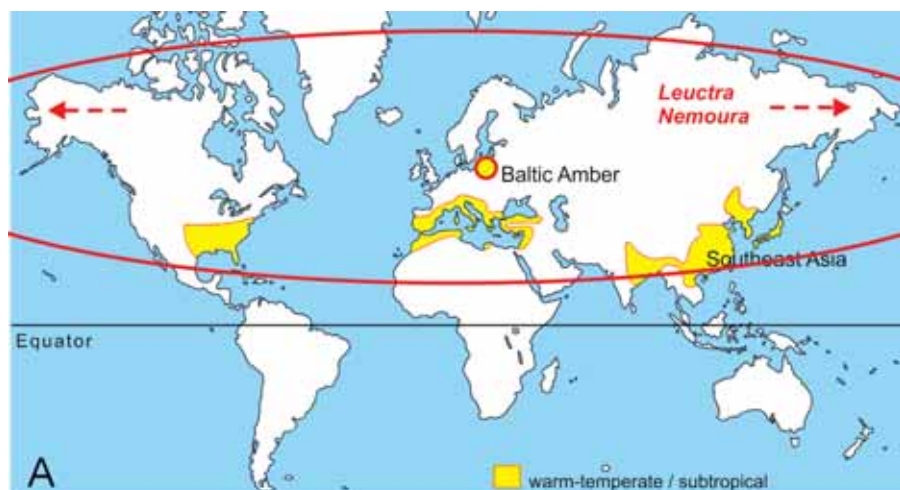 Leuctra
Nemoura
Baltic Amber
Southeast Asia
Equator
A
warm-temperate / subtropical